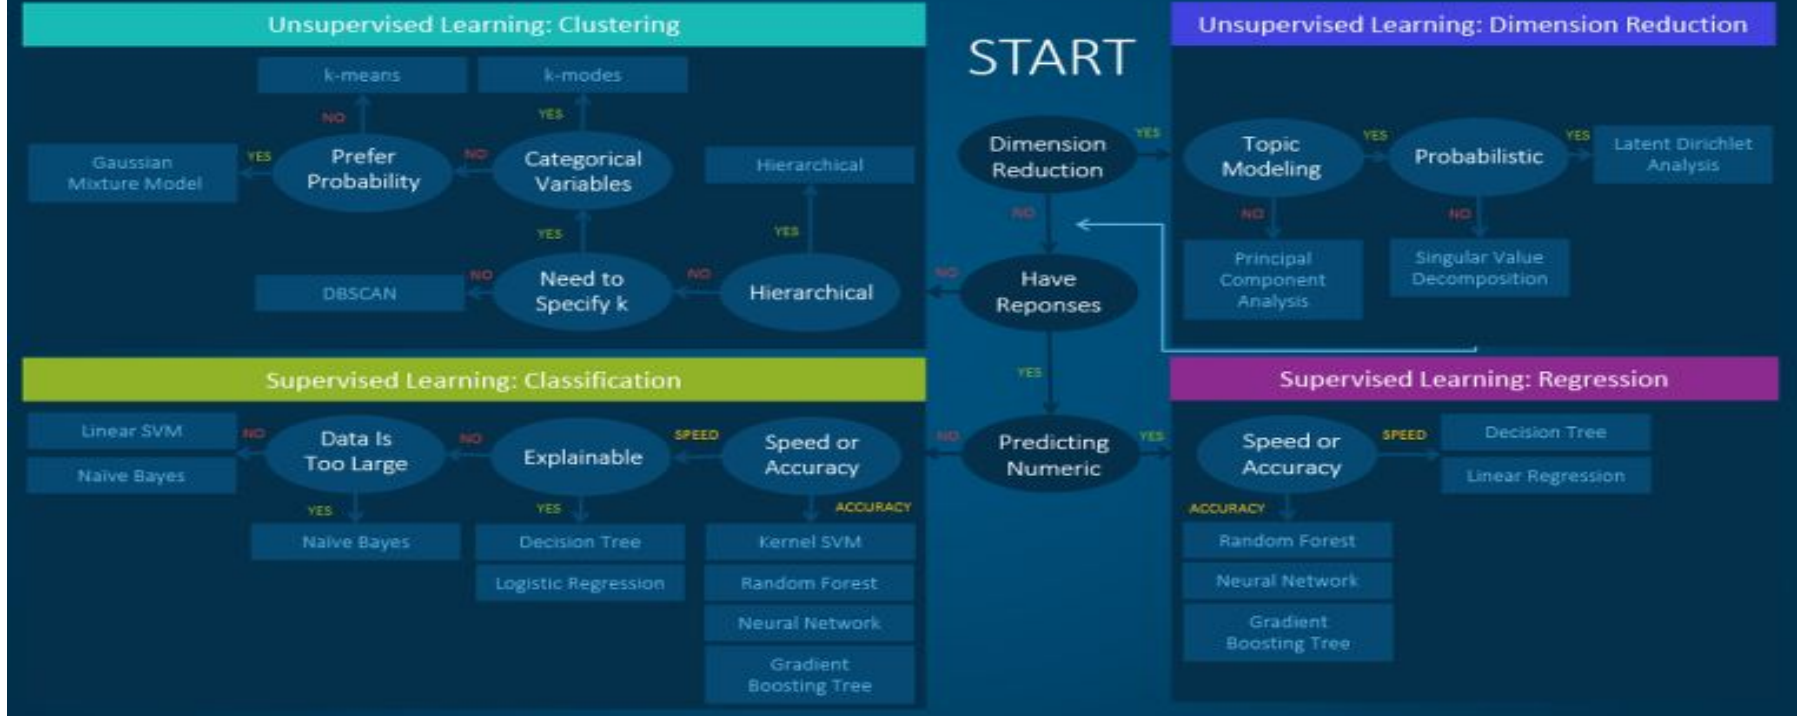 Unsupervised Learning: Clustering
k-means
k-modes
NO
YES
Gaussian
Mixture Model
YES
Prefer
Probability
NO
Categorical
Variables
Hierarchical
YES
YES
DBSCAN
NO
Need to
Specify k
NO
Hierarchical
START
Dimension
Reduction
YES
NO
NO
Have
Reponses
YES
NO
Predicting
Numeric
YES
Unsupervised Learning: Dimension Reduction
Topic
Modeling
YES
Probabilistic
YES
Latent Dirichlet
Analysis
NO
NO
Principal
Component
Analysis
Singular Value
Decomposition
Supervised Learning: Classification
Linear SVM
Naïve Bayes
NO
Data Is
Too Large
NO
Explainable
SPEED
Speed or
Accuracy
YES
YES
ACCURACY
Naïve Bayes
Decision Tree
Logistic Regression
Kernel SVM
Random Forest
Neural Network
Gradient
Boosting Tree
Supervised Learning: Regression
Speed or
Accuracy
SPEED
Decision Tree
Linear Regression
ACCURACY
Random Forest
Neural Network
Gradient
Boosting Tree